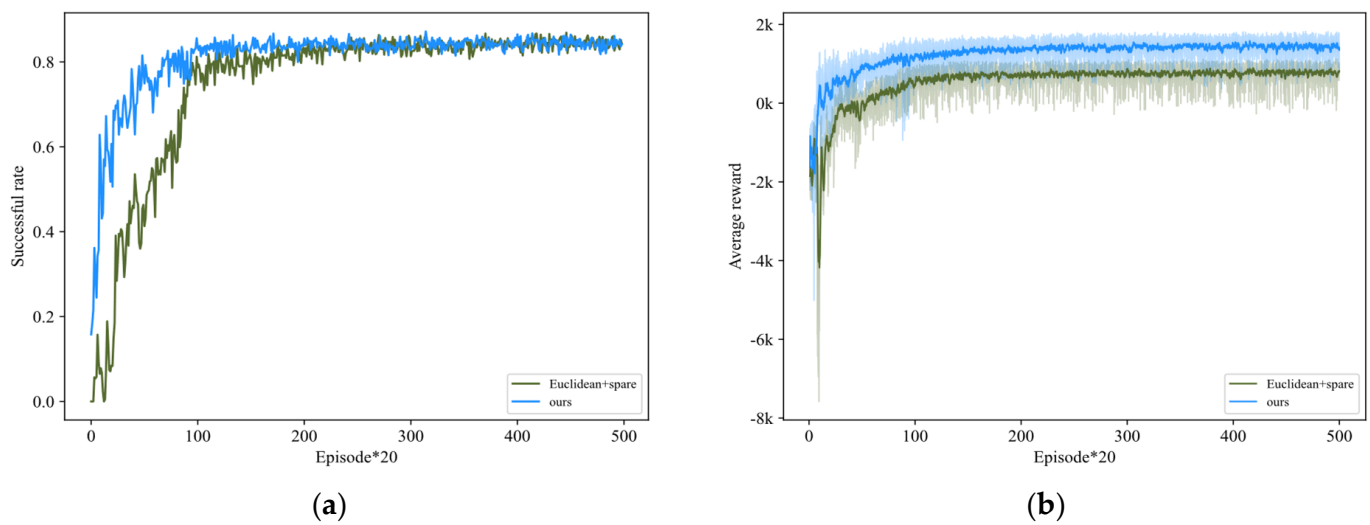 0.8
0.6
0.4
0.2
0.0
Successful rate
0 100 200 300 400 500
Episode*20
Euclidean+spare
ours
(a)
2k
0k
-2k
-4k
-6k
-8k
Average reward
0 100 200 300 400 500
Episode*20
Euclidean+spare
ours
(b)